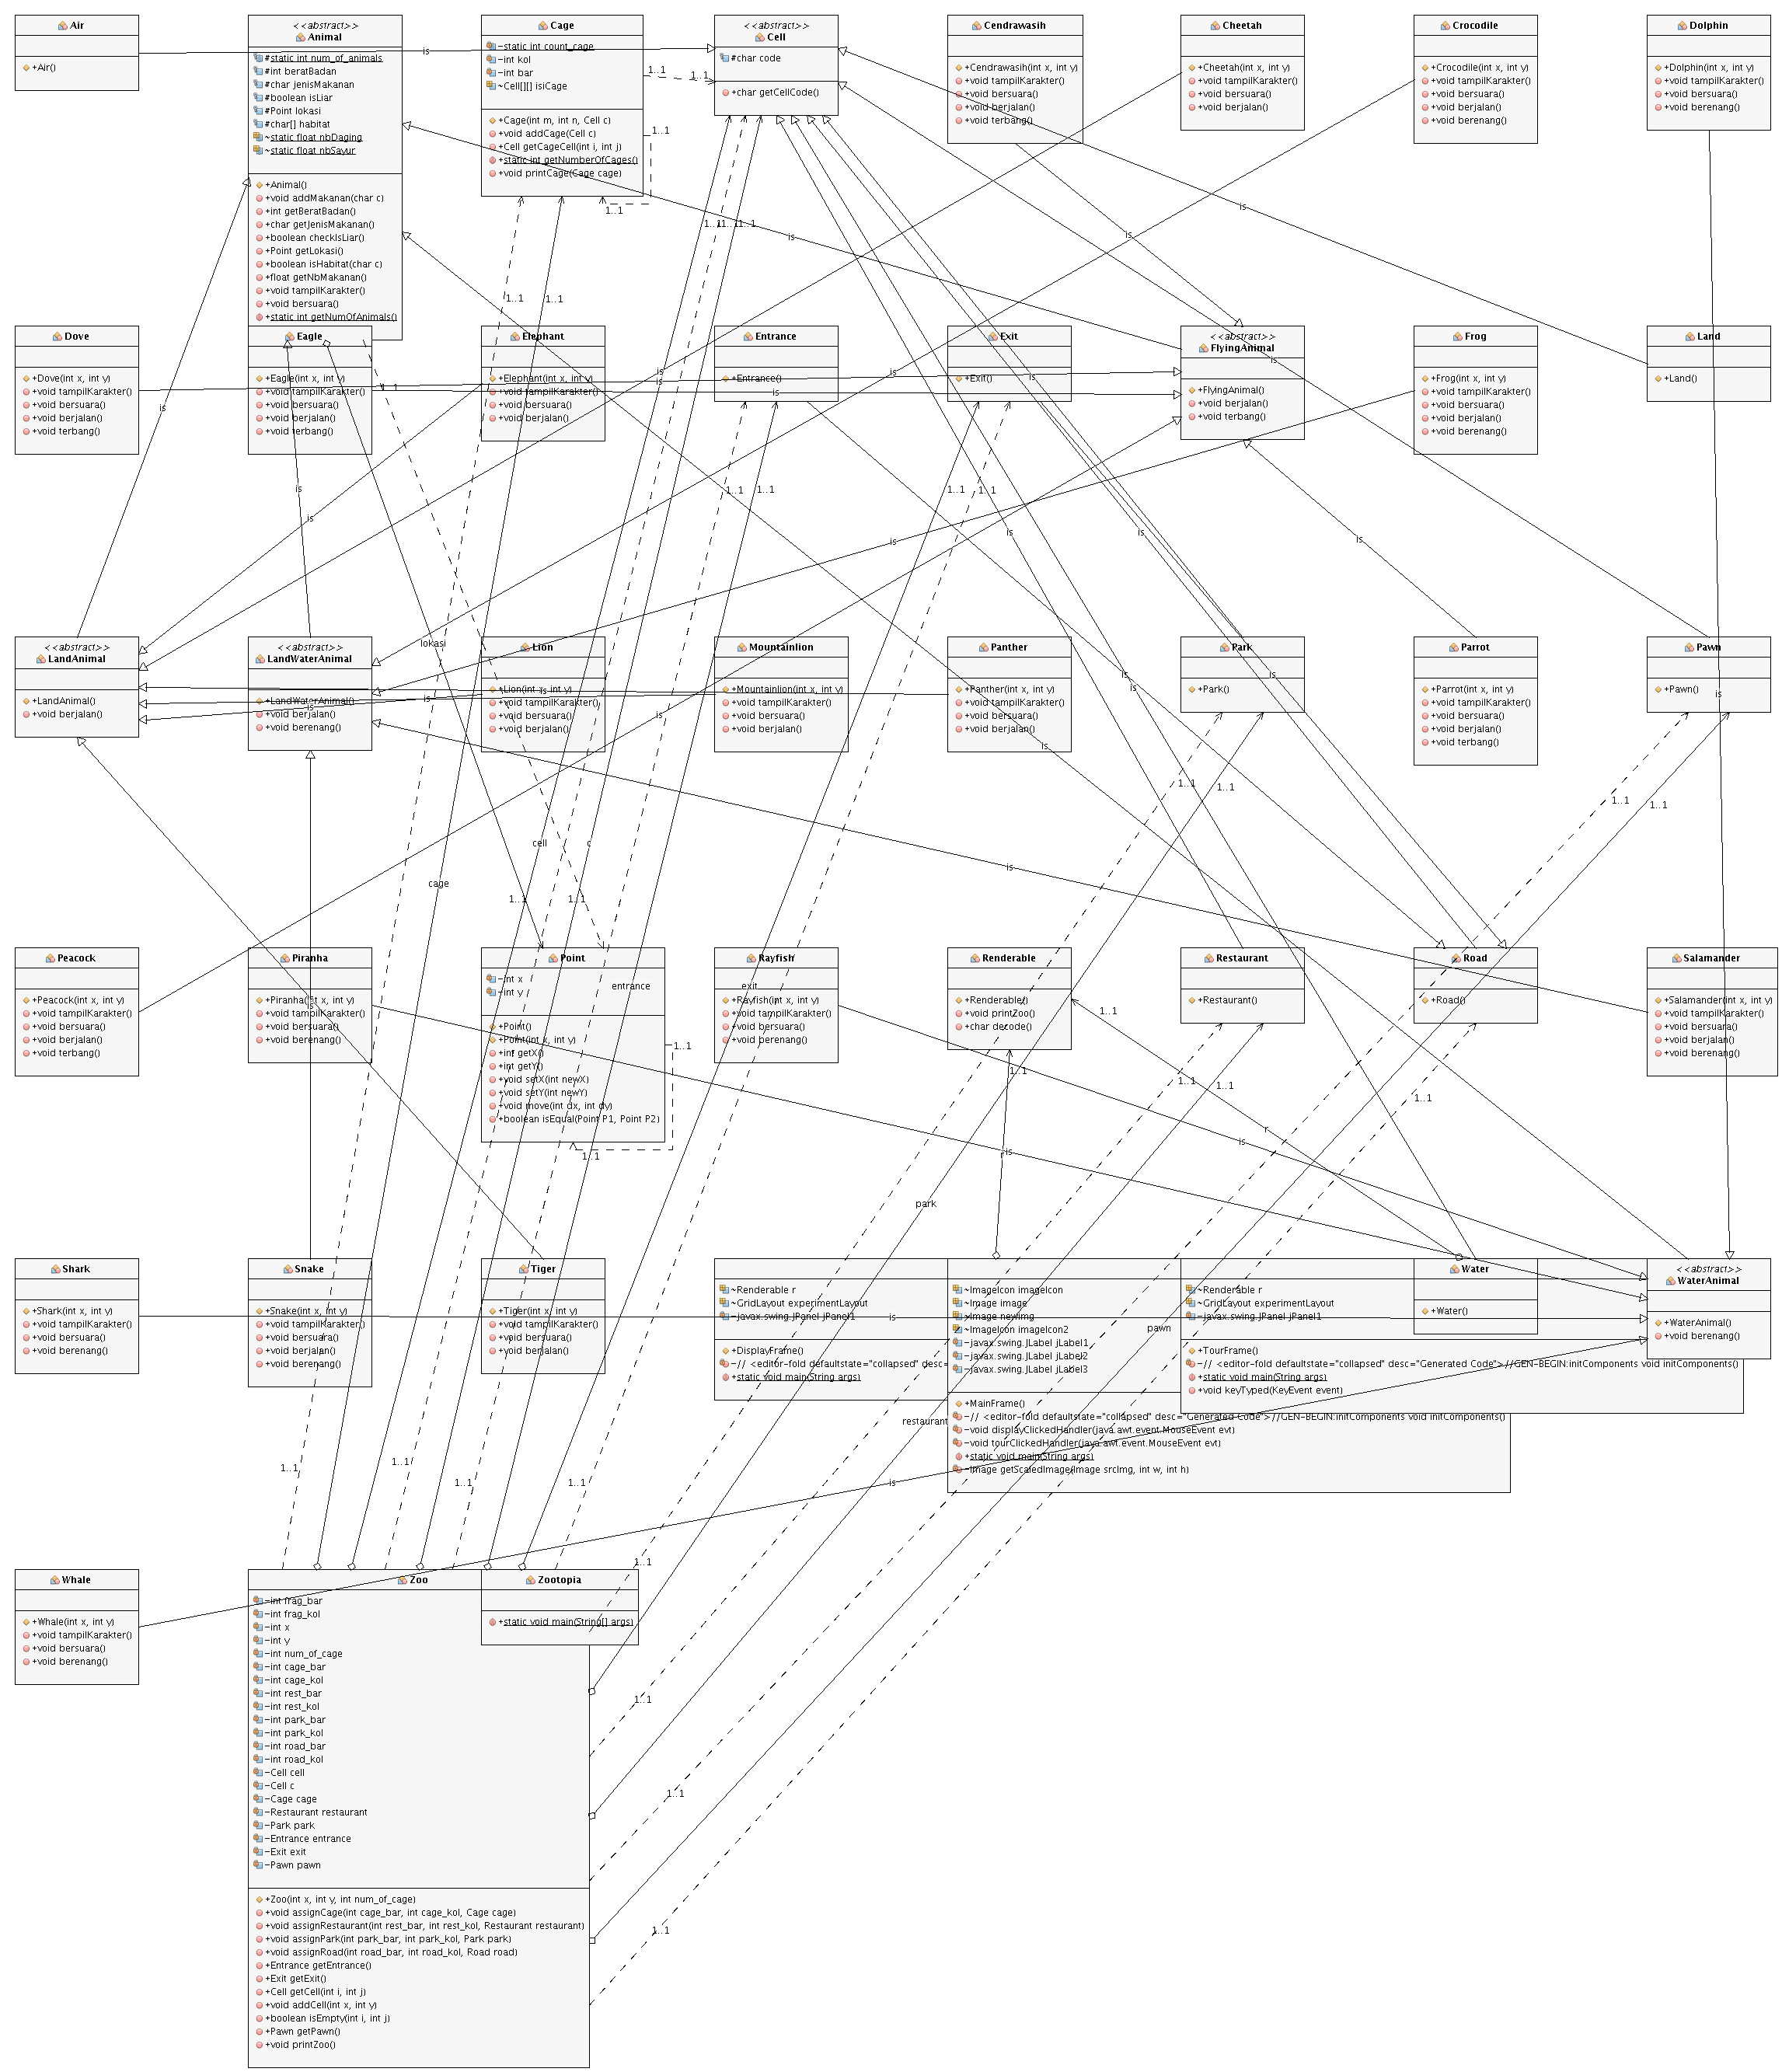 Air
+Air()
<<abstract>>
Animal
#static int num_of_animals
#int beratBadan
#char jenisMakanan
#boolean isLiar
#Point lokasi
#char[] habitat
~static float nbDaging
~static float nbSayur
+Animal()
+void addMakanan(char c)
+int getBeratBadan()
+char getJenisMakanan()
+boolean checkIsLiar()
+Point getLokasi()
+boolean isHabitat(char c)
+float getNbMakanan()
+void tampilKarakter()
+void bersuara()
+static int getNumOfAnimals()
Cage
-static int count_cage
-int kol
-int bar
~Cell[][] isiCage
+Cage(int m, int n, Cell c)
+void addCage(Cell c)
+Cell getCageCell(int i, int j)
+static int getNumberOfCages()
+void printCage(Cage cage)
<<abstract>>
Cell
#char code
+char getCellCode()
Cendrawasih
+Cendrawasih(int x, int y)
+void tampilKarakter()
+void bersuara()
+void berjalan()
+void terbang()
Cheetah
+Cheetah(int x, int y)
+void tampilKarakter()
+void bersuara()
+void berjalan()
Crocodile
+Crocodile(int x, int y)
+void tampilKarakter()
+void bersuara()
+void berjalan()
+void berenang()
Dolphin
+Dolphin(int x, int y)
+void tampilKarakter()
+void bersuara()
+void berenang()
is
1..1
1..1
1..1
1..1
1..1
1..1
is
is
is
1..1
1..1
Dove
+Dove(int x, int y)
+void tampilKarakter()
+void bersuara()
+void berjalan()
+void terbang()
Eagle
+Eagle(int x, int y)
+void tampilKarakter()
+void bersuara()
+void berjalan()
+void terbang()
Elephant
+Elephant(int x, int y)
+void tampilKarakter()
+void bersuara()
+void berjalan()
Entrance
+Entrance()
Exit
+Exit()
<<abstract>>
FlyingAnimal
+FlyingAnimal()
+void berjalan()
+void terbang()
Frog
+Frog(int x, int y)
+void tampilKarakter()
+void bersuara()
+void berjalan()
+void berenang()
Land
+Land()
is
is
is
is
is
is
is
is
1..1
1..1
1..1
1..1
is
is
is
is
is
is
<<abstract>>
LandAnimal
+LandAnimal()
+void berjalan()
<<abstract>>
LandWaterAnimal
+LandWaterAnimal()
+void berjalan()
+void berenang()
lokasi
Lion
+Lion(int x, int y)
+void tampilKarakter()
+void bersuara()
+void berjalan()
Mountainlion
+Mountainlion(int x, int y)
+void tampilKarakter()
+void bersuara()
+void berjalan()
Panther
+Panther(int x, int y)
+void tampilKarakter()
+void bersuara()
+void berjalan()
Park
+Park()
Parrot
+Parrot(int x, int y)
+void tampilKarakter()
+void bersuara()
+void berjalan()
+void terbang()
Pawn
+Pawn()
is
is
is
is
is
is
is
is
is
is
1..1
1..1
1..1
1..1
cell
c
cage
is
1..1
1..1
Peacock
+Peacock(int x, int y)
+void tampilKarakter()
+void bersuara()
+void berjalan()
+void terbang()
Piranha
+Piranha(int x, int y)
+void tampilKarakter()
+void bersuara()
+void berenang()
Point
-int x
-int y
+Point()
+Point(int x, int y)
+int getX()
+int getY()
+void setX(int newX)
+void setY(int newY)
+void move(int dx, int dy)
+boolean isEqual(Point P1, Point P2)
entrance
exit
Rayfish
+Rayfish(int x, int y)
+void tampilKarakter()
+void bersuara()
+void berenang()
Renderable
+Renderable()
+void printZoo()
+char decode()
Restaurant
+Restaurant()
Road
+Road()
Salamander
+Salamander(int x, int y)
+void tampilKarakter()
+void bersuara()
+void berjalan()
+void berenang()
is
1..1
1..1
1..1
1..1
1..1
1..1
1..1
r
r
is
is
park
Shark
+Shark(int x, int y)
+void tampilKarakter()
+void bersuara()
+void berenang()
Snake
+Snake(int x, int y)
+void tampilKarakter()
+void bersuara()
+void berjalan()
+void berenang()
Tiger
+Tiger(int x, int y)
+void tampilKarakter()
+void bersuara()
+void berjalan()
~Renderable r
~GridLayout experimentLayout
-javax.swing.JPanel jPanel1
+DisplayFrame()
-// <editor-fold defaultstate="collapsed" desc=
+static void main(String args)
~ImageIcon imageIcon
~Image image
~Image newimg
~ImageIcon imageIcon2
-javax.swing.JLabel jLabel1
-javax.swing.JLabel jLabel2
-javax.swing.JLabel jLabel3
+MainFrame()
-// <editor-fold defaultstate="collapsed" desc="Generated Code">//GEN-BEGIN:initComponents void initComponents()
-void displayClickedHandler(java.awt.event.MouseEvent evt)
-void tourClickedHandler(java.awt.event.MouseEvent evt)
+static void main(String args)
-Image getScaledImage(Image srcImg, int w, int h)
~Renderable r
~GridLayout experimentLayout
-javax.swing.JPanel jPanel1
+TourFrame()
-// <editor-fold defaultstate="collapsed" desc="Generated Code">//GEN-BEGIN:initComponents void initComponents()
+static void main(String args)
+void keyTyped(KeyEvent event)
Water
+Water()
<<abstract>>
WaterAnimal
+WaterAnimal()
+void berenang()
is
pawn
restaurant
is
1..1
1..1
1..1
1..1
1..1
Whale
+Whale(int x, int y)
+void tampilKarakter()
+void bersuara()
+void berenang()
Zoo
-int frag_bar
-int frag_kol
-int x
-int y
-int num_of_cage
-int cage_bar
-int cage_kol
-int rest_bar
-int rest_kol
-int park_bar
-int park_kol
-int road_bar
-int road_kol
-Cell cell
-Cell c
-Cage cage
-Restaurant restaurant
-Park park
-Entrance entrance
-Exit exit
-Pawn pawn
+Zoo(int x, int y, int num_of_cage)
+void assignCage(int cage_bar, int cage_kol, Cage cage)
+void assignRestaurant(int rest_bar, int rest_kol, Restaurant restaurant)
+void assignPark(int park_bar, int park_kol, Park park)
+void assignRoad(int road_bar, int road_kol, Road road)
+Entrance getEntrance()
+Exit getExit()
+Cell getCell(int i, int j)
+void addCell(int x, int y)
+boolean isEmpty(int i, int j)
+Pawn getPawn()
+void printZoo()
Zootopia
+static void main(String[] args)
1..1
1..1
1..1